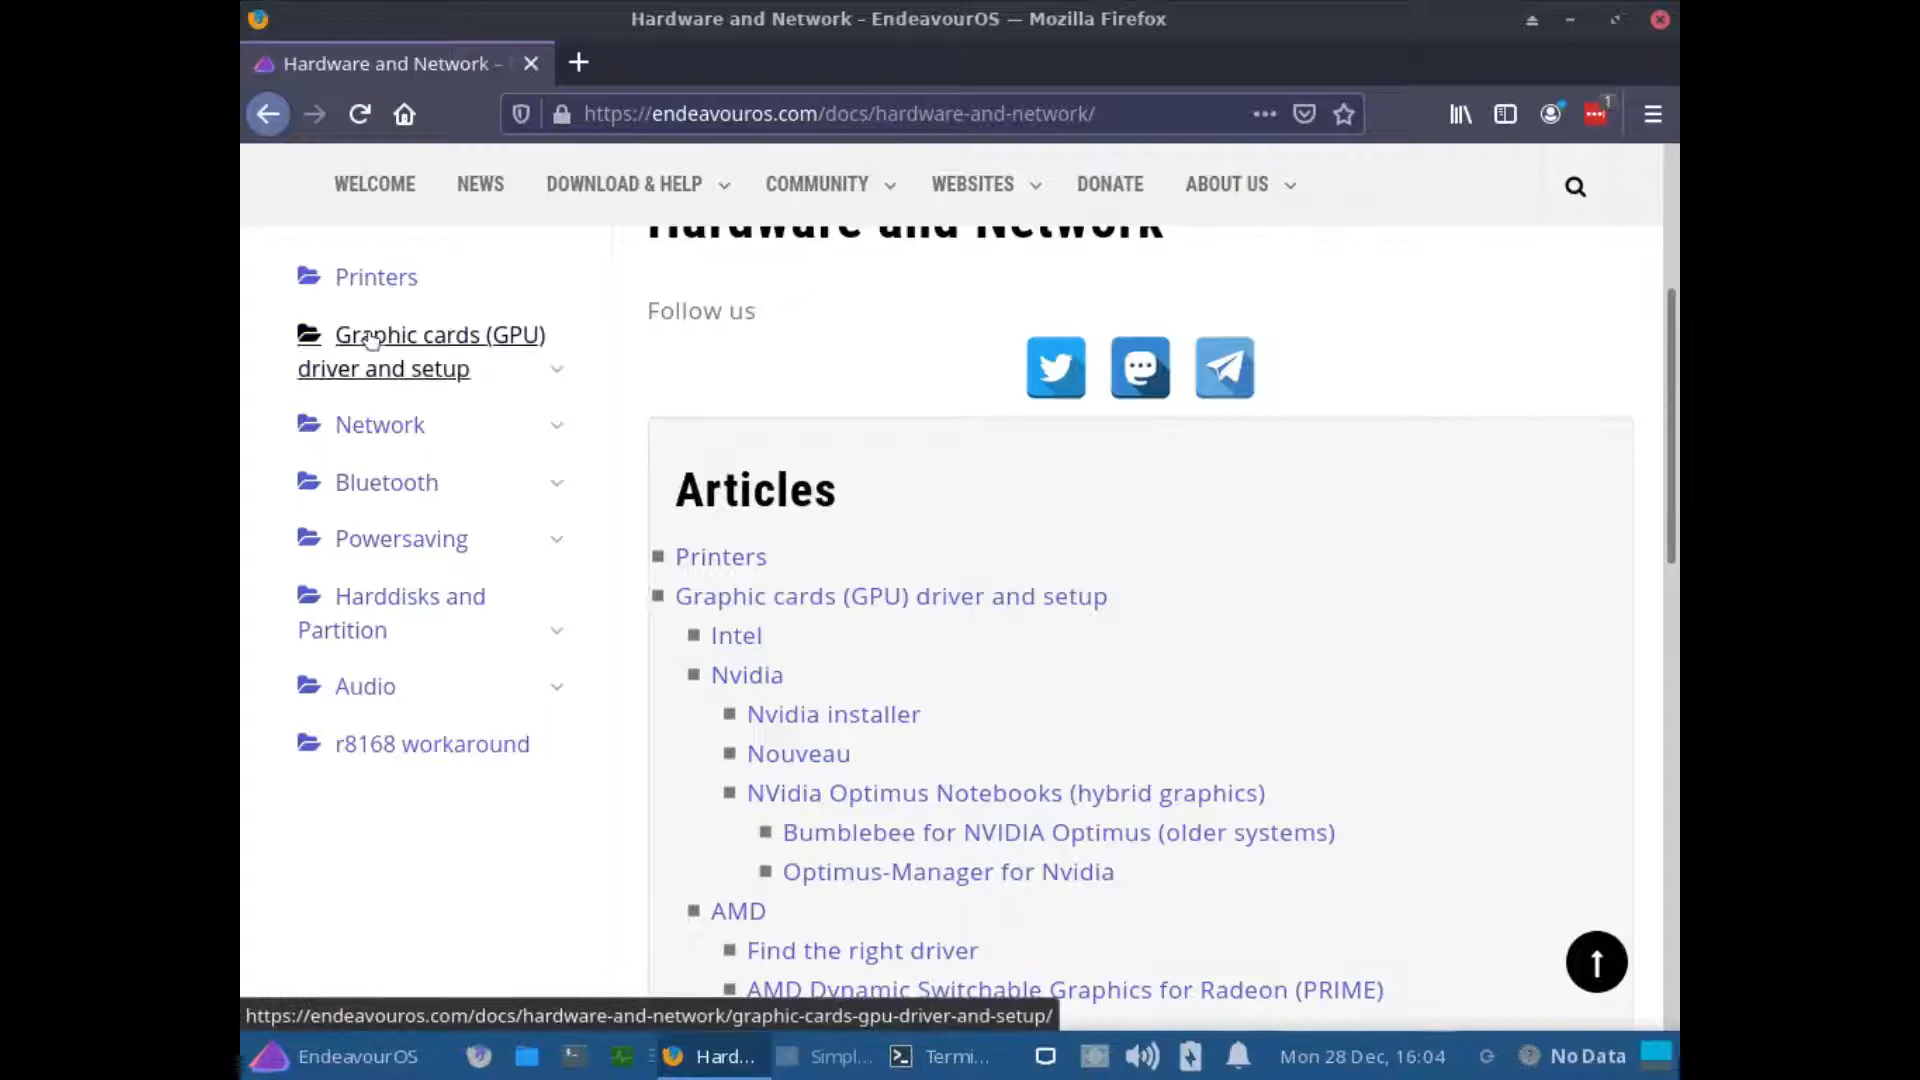 Hardware and Network - EndeavourOS — Mozilla Firefox
Hardware and Network -
https://endeavouros.com/docs/hardware-and-network/
1
WELCOME NEWS DOWNLOAD & HELP COMMUNITY WEBSITES DONATE ABOUT US
Hardware and Network
Printers
Graphic cards (GPU)
driver and setup
Network
Bluetooth
Powersaving
Harddisks and
Partition
Audio
r8168 workaround
Follow us
Articles
Printers
Graphic cards (GPU) driver and setup
Intel
Nvidia
Nvidia installer
Nouveau
NVidia Optimus Notebooks (hybrid graphics)
Bumblebee for NVIDIA Optimus (older systems)
Optimus-Manager for Nvidia
AMD
Find the right driver
AMD Dynamic Switchable Graphics for Radeon (PRIME)
https://endeavouros.com/docs/hardware-and-network/graphic-cards-gpu-driver-and-setup/
EndeavourOS Hard... Simpl... Termi... Mon 28 Dec, 16:04 No Data